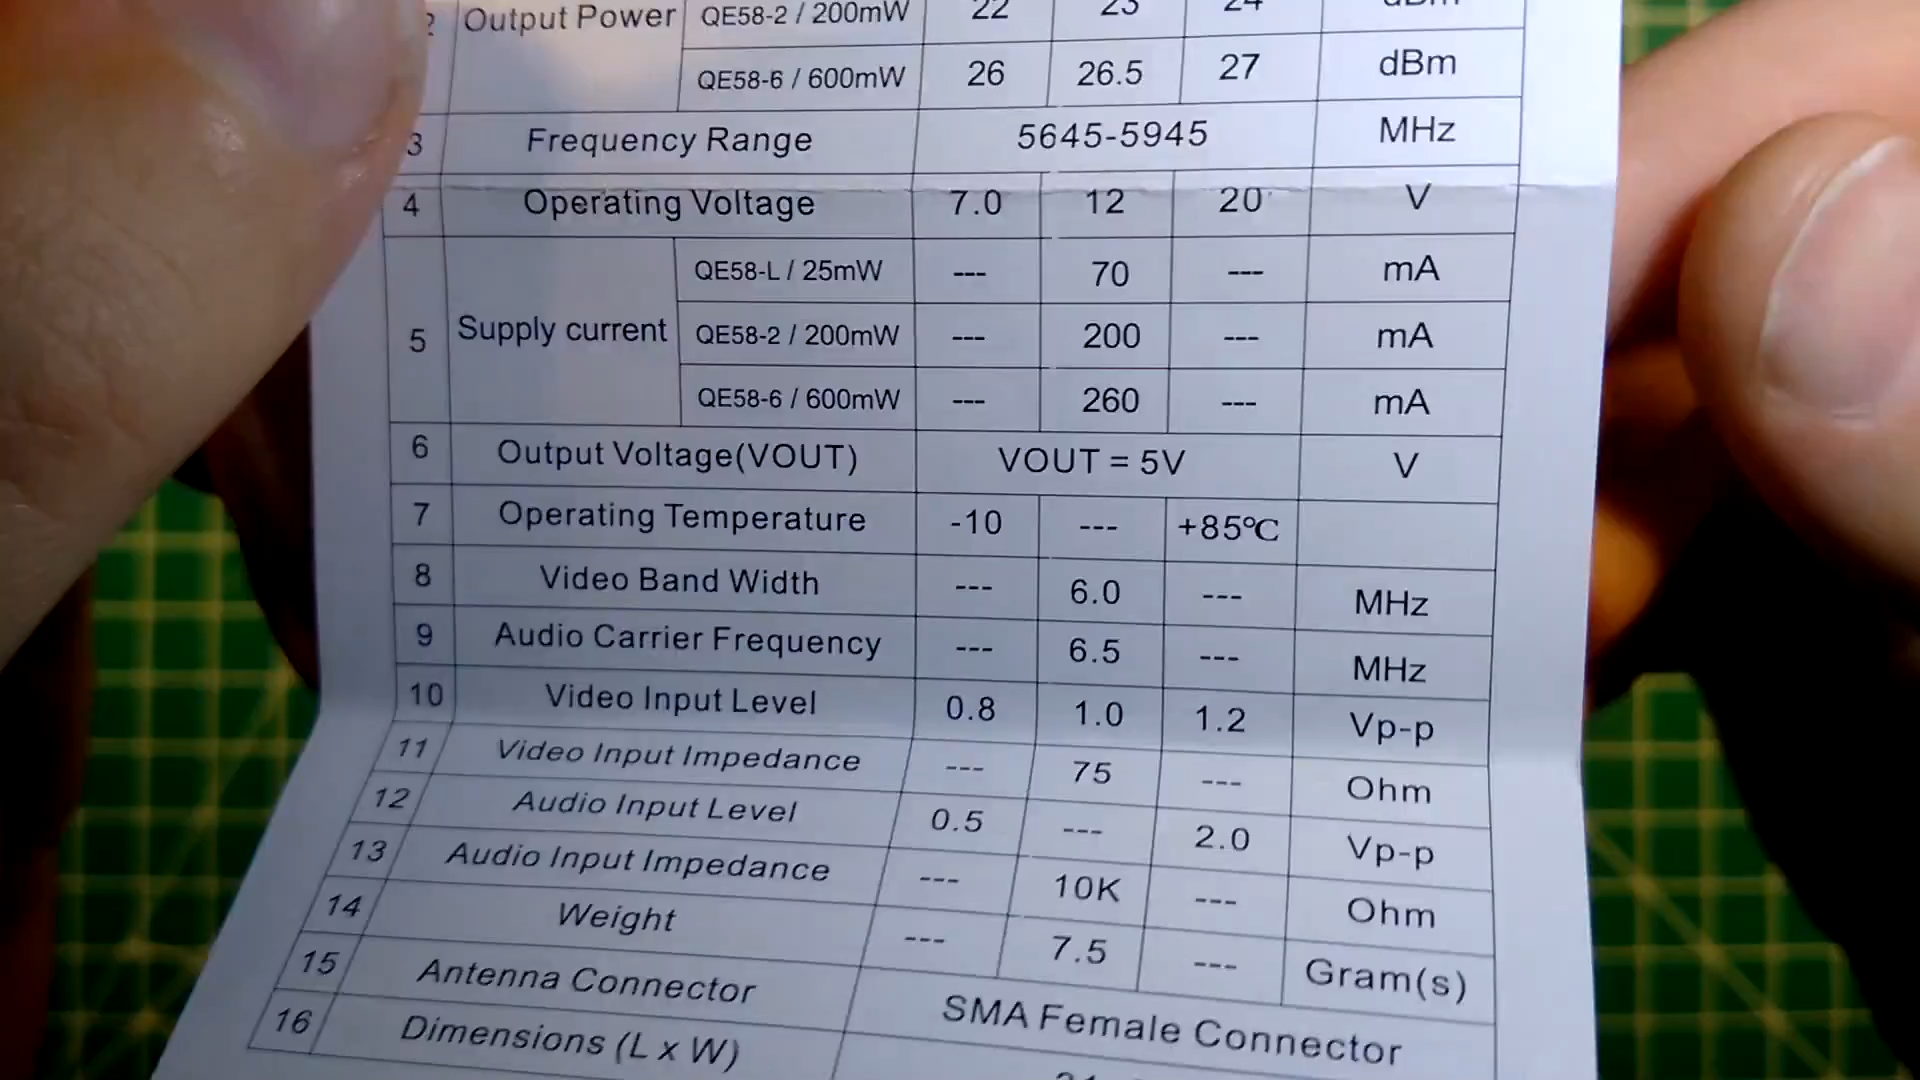 Output Power QE58-2 / 200mW 22 23 24 dBm
QE58-6 / 600mW 26 26.5 27 dBm
3 Frequency Range 5645-5945 MHz
4 Operating Voltage 7.0 12 20 V
QE58-L / 25mW --- 70 --- mA
5 Supply current QE58-2 / 200mW --- 200 --- mA
QE58-6 / 600mW --- 260 --- mA
6 Output Voltage(VOUT) VOUT = 5V V
7 Operating Temperature -10 --- +85℃
8 Video Band Width --- 6.0 --- MHz
9 Audio Carrier Frequency --- 6.5 --- MHz
10 Video Input Level 0.8 1.0 1.2 Vp-p
11 Video Input Impedance --- 75 --- Ohm
12 Audio Input Level 0.5 --- 2.0 Vp-p
13 Audio Input Impedance --- 10K --- Ohm
14 Weight --- 7.5 --- Gram(s)
15 Antenna Connector SMA Female Connector
16 Dimensions (L x W)